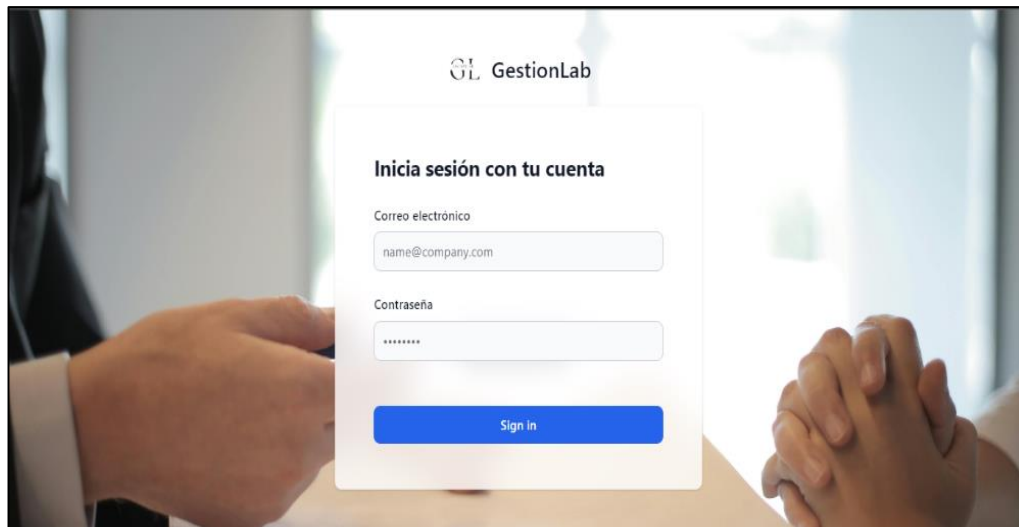 GL GestionLab
Inicia sesión con tu cuenta
Correo electrónico
name@company.com
Contraseña
••••••••
Sign in